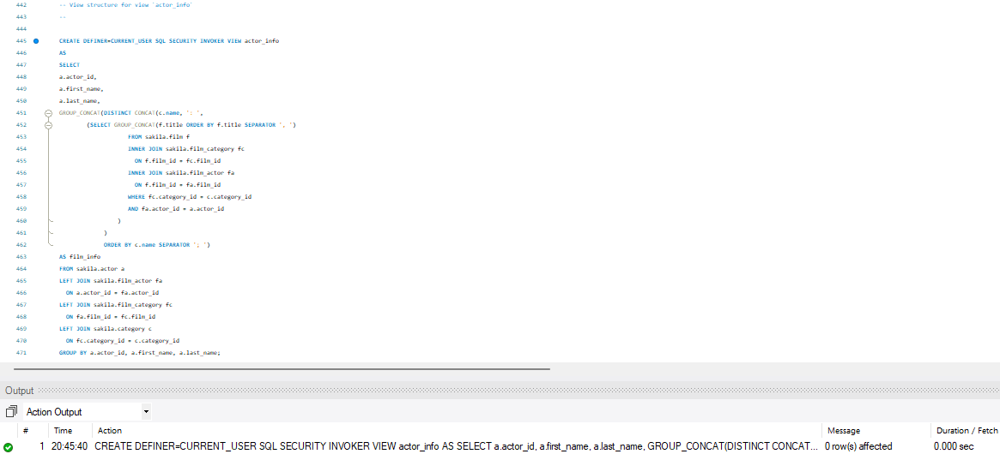 442 -- View structure for view `actor_info`
443 --
444
445 CREATE DEFINER=CURRENT_USER SQL SECURITY INVOKER VIEW actor_info
446 AS
447 SELECT
448 a.actor_id,
449 a.first_name,
450 a.last_name,
451 GROUP_CONCAT(DISTINCT CONCAT(c.name, ': ',
452 (SELECT GROUP_CONCAT(f.title ORDER BY f.title SEPARATOR ', ')
453 FROM sakila.film f
454 INNER JOIN sakila.film_category fc
455 ON f.film_id = fc.film_id
456 INNER JOIN sakila.film_actor fa
457 ON f.film_id = fa.film_id
458 WHERE fc.category_id = c.category_id
459 AND fa.actor_id = a.actor_id
460 )
461 )
462 ORDER BY c.name SEPARATOR '; ')
463 AS film_info
464 FROM sakila.actor a
465 LEFT JOIN sakila.film_actor fa
466 ON a.actor_id = fa.actor_id
467 LEFT JOIN sakila.film_category fc
468 ON fa.film_id = fc.film_id
469 LEFT JOIN sakila.category c
470 ON fc.category_id = c.category_id
471 GROUP BY a.actor_id, a.first_name, a.last_name;
Output
Action Output
# Time Action Message Duration / Fetch
1 20:45:40 CREATE DEFINER=CURRENT_USER SQL SECURITY INVOKER VIEW actor_info AS SELECT a.actor_id, a.first_name, a.last_name, GROUP_CONCAT(DISTINCT CONCAT... 0 row(s) affected 0.000 sec